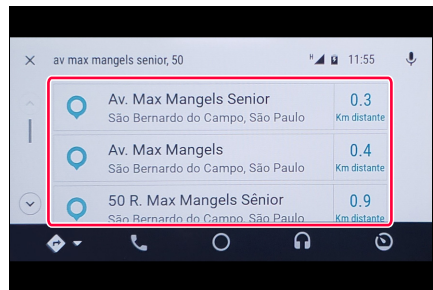 av max mangels senior, 50
H
11:55
Av. Max Mangels Senior
São Bernardo do Campo, São Paulo
0.3
Km distante
Av. Max Mangels
São Bernardo do Campo, São Paulo
0.4
Km distante
50 R. Max Mangels Sênior
São Bernardo do Campo, São Paulo
0.9
Km distante